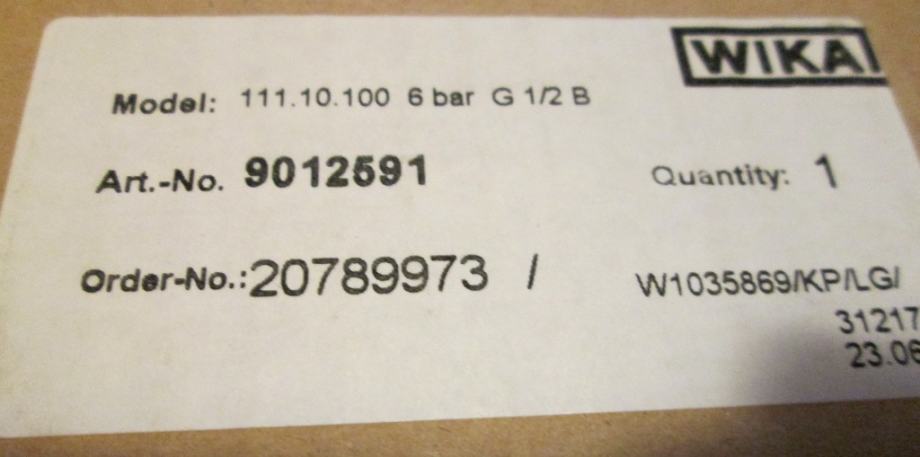 WIKA
Model: 111.10.100 6 bar G 1/2 B
Art.-No. 9012591 Quantity: 1
Order-No.:20789973 / W1035869/KP/LG/
31217
23.06